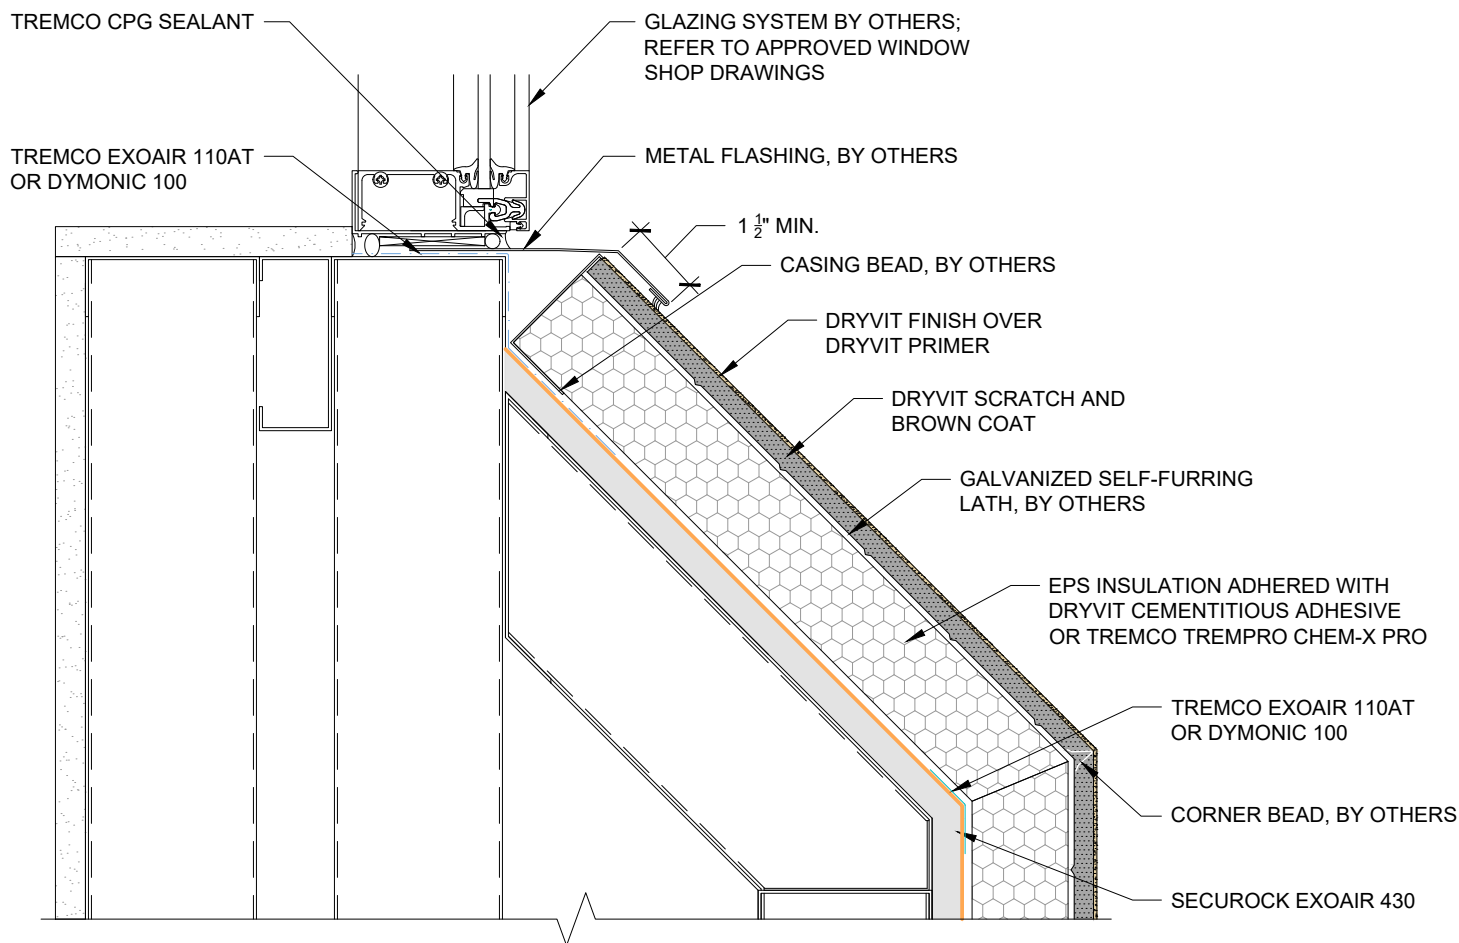 TREMCO CPG SEALANT
GLAZING SYSTEM BY OTHERS;
REFER TO APPROVED WINDOW
SHOP DRAWINGS
TREMCO EXOAIR 110AT
OR DYMONIC 100
METAL FLASHING, BY OTHERS
1 1/2" MIN.
CASING BEAD, BY OTHERS
DRYVIT FINISH OVER
DRYVIT PRIMER
DRYVIT SCRATCH AND
BROWN COAT
GALVANIZED SELF-FURRING
LATH, BY OTHERS
EPS INSULATION ADHERED WITH
DRYVIT CEMENTITIOUS ADHESIVE
OR TREMCO TREMPRO CHEM-X PRO
TREMCO EXOAIR 110AT
OR DYMONIC 100
CORNER BEAD, BY OTHERS
SECUROCK EXOAIR 430